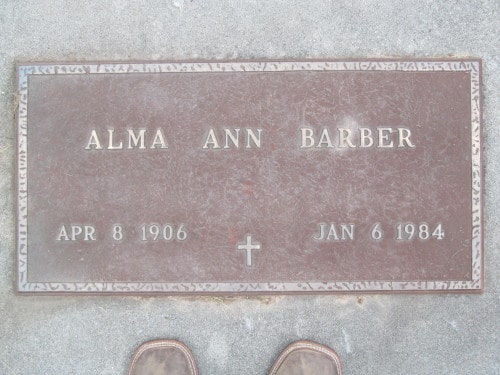 ALMA ANN BARBER
APR 8 1906 JAN 6 1984